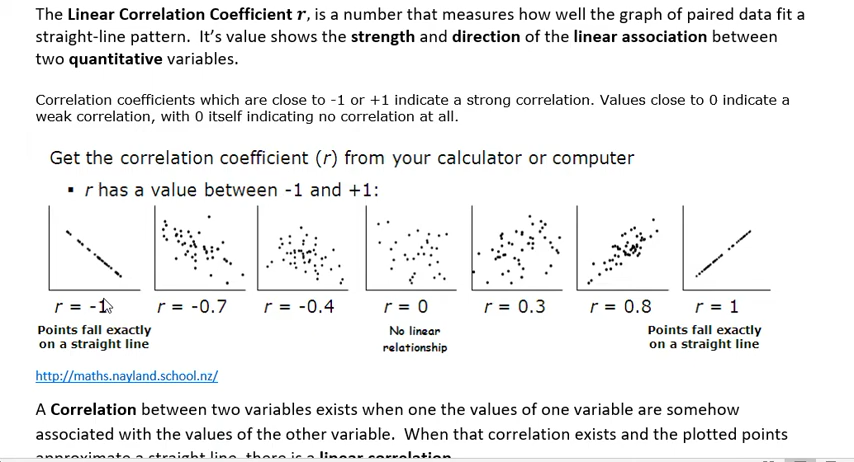 The Linear Correlation Coefficient r, is a number that measures how well the graph of paired data fit a
straight-line pattern. It's value shows the strength and direction of the linear association between
two quantitative variables.
Correlation coefficients which are close to -1 or +1 indicate a strong correlation. Values close to 0 indicate a
weak correlation, with 0 itself indicating no correlation at all.
Get the correlation coefficient (r) from your calculator or computer
▪ r has a value between -1 and +1:
r = -1 r = -0.7 r = -0.4 r = 0 r = 0.3 r = 0.8 r = 1
Points fall exactly No linear Points fall exactly
on a straight line relationship on a straight line
http://maths.nayland.school.nz/
A Correlation between two variables exists when one the values of one variable are somehow
associated with the values of the other variable. When that correlation exists and the plotted points
approximate a straight line, there is a linear correlation